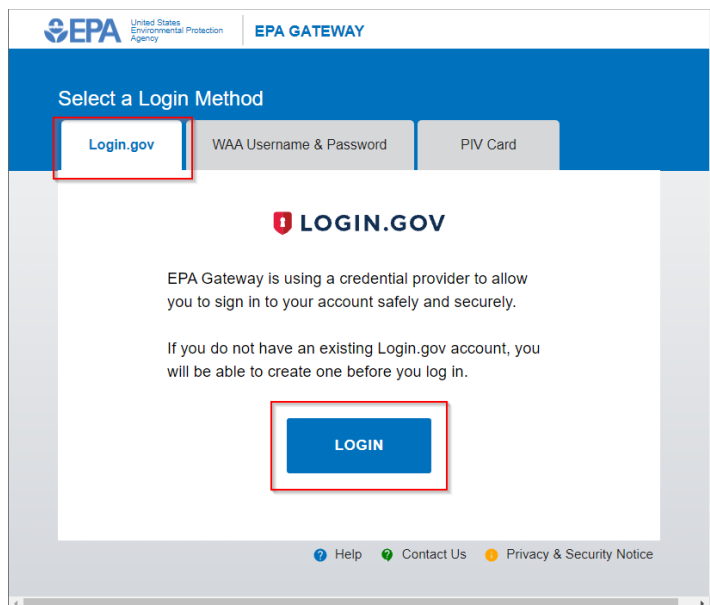 EPA
United States
Environmental Protection
Agency
EPA GATEWAY
Select a Login Method
Login.gov
WAA Username & Password
PIV Card
LOGIN.GOV
EPA Gateway is using a credential provider to allow
you to sign in to your account safely and securely.
If you do not have an existing Login.gov account, you
will be able to create one before you log in.
LOGIN
? Help
? Contact Us
Privacy & Security Notice